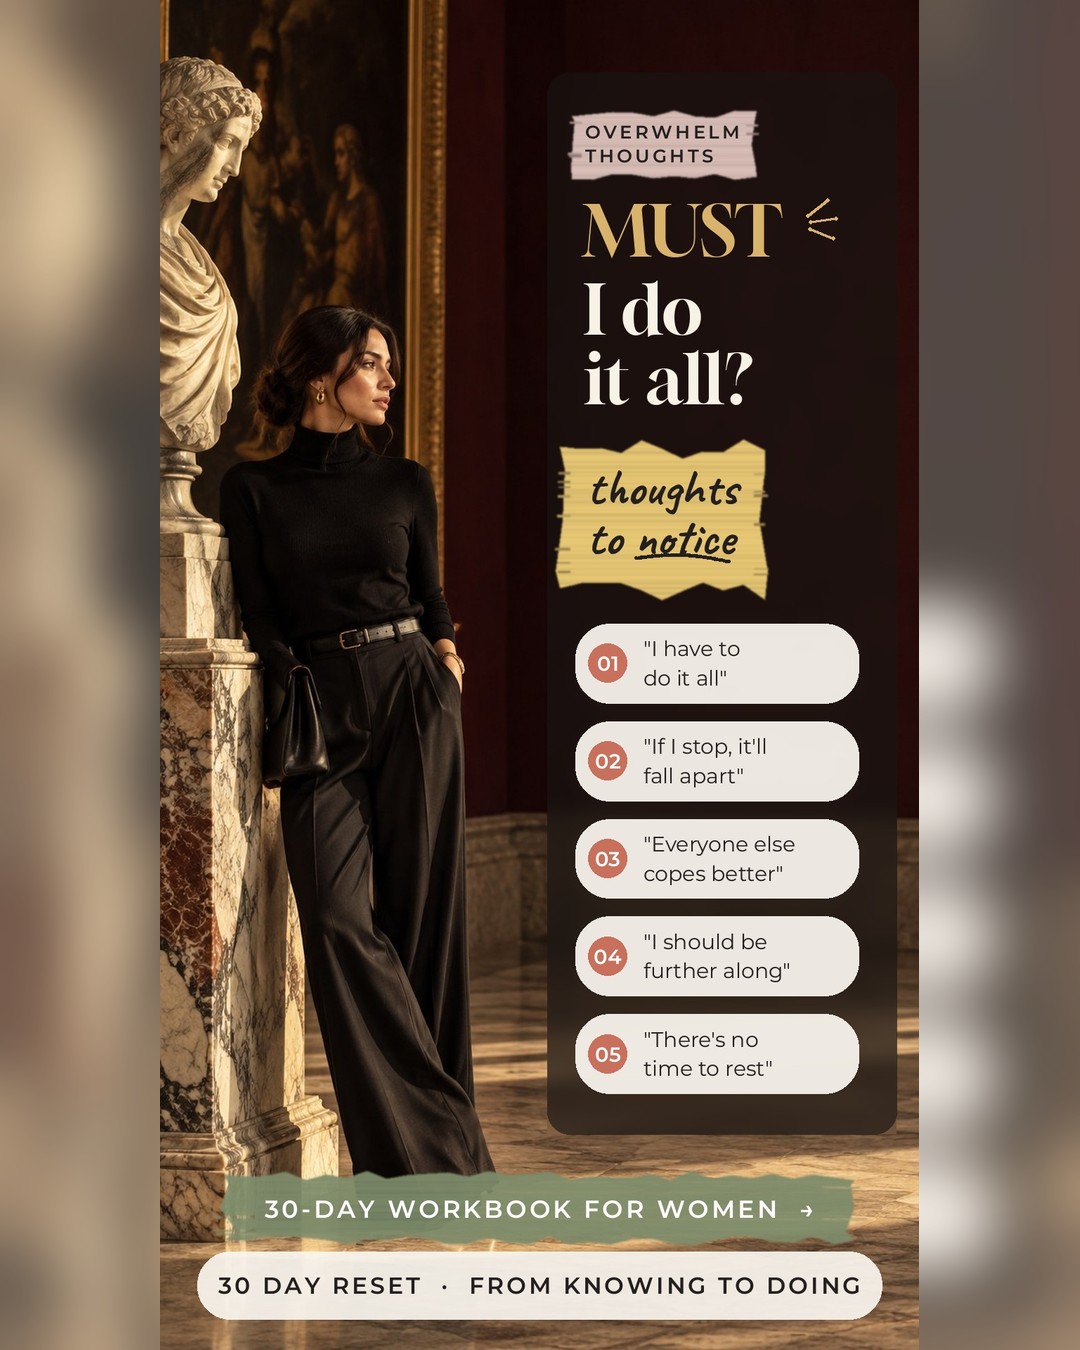 OVERWHELM
THOUGHTS
MUST
I do
it all?
thoughts
to notice
01 "I have to
do it all"
02 "If I stop, it'll
fall apart"
03 "Everyone else
copes better"
04 "I should be
further along"
05 "There's no
time to rest"
30-DAY WORKBOOK FOR WOMEN →
30 DAY RESET · FROM KNOWING TO DOING